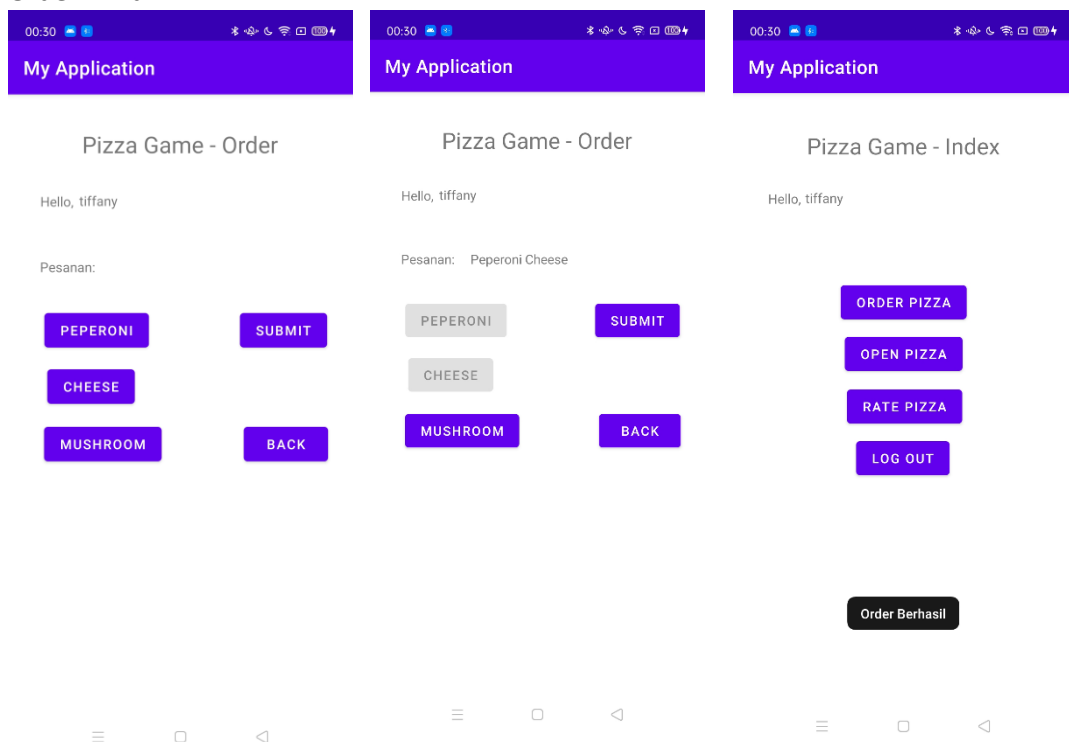 00:30
My Application
Pizza Game - Order
Hello, tiffany
Pesanan:
PEPERONI
SUBMIT
CHEESE
MUSHROOM
BACK
00:30
My Application
Pizza Game - Order
Hello, tiffany
Pesanan: Peperoni Cheese
PEPERONI
SUBMIT
CHEESE
MUSHROOM
BACK
00:30
My Application
Pizza Game - Index
Hello, tiffany
ORDER PIZZA
OPEN PIZZA
RATE PIZZA
LOG OUT
Order Berhasil